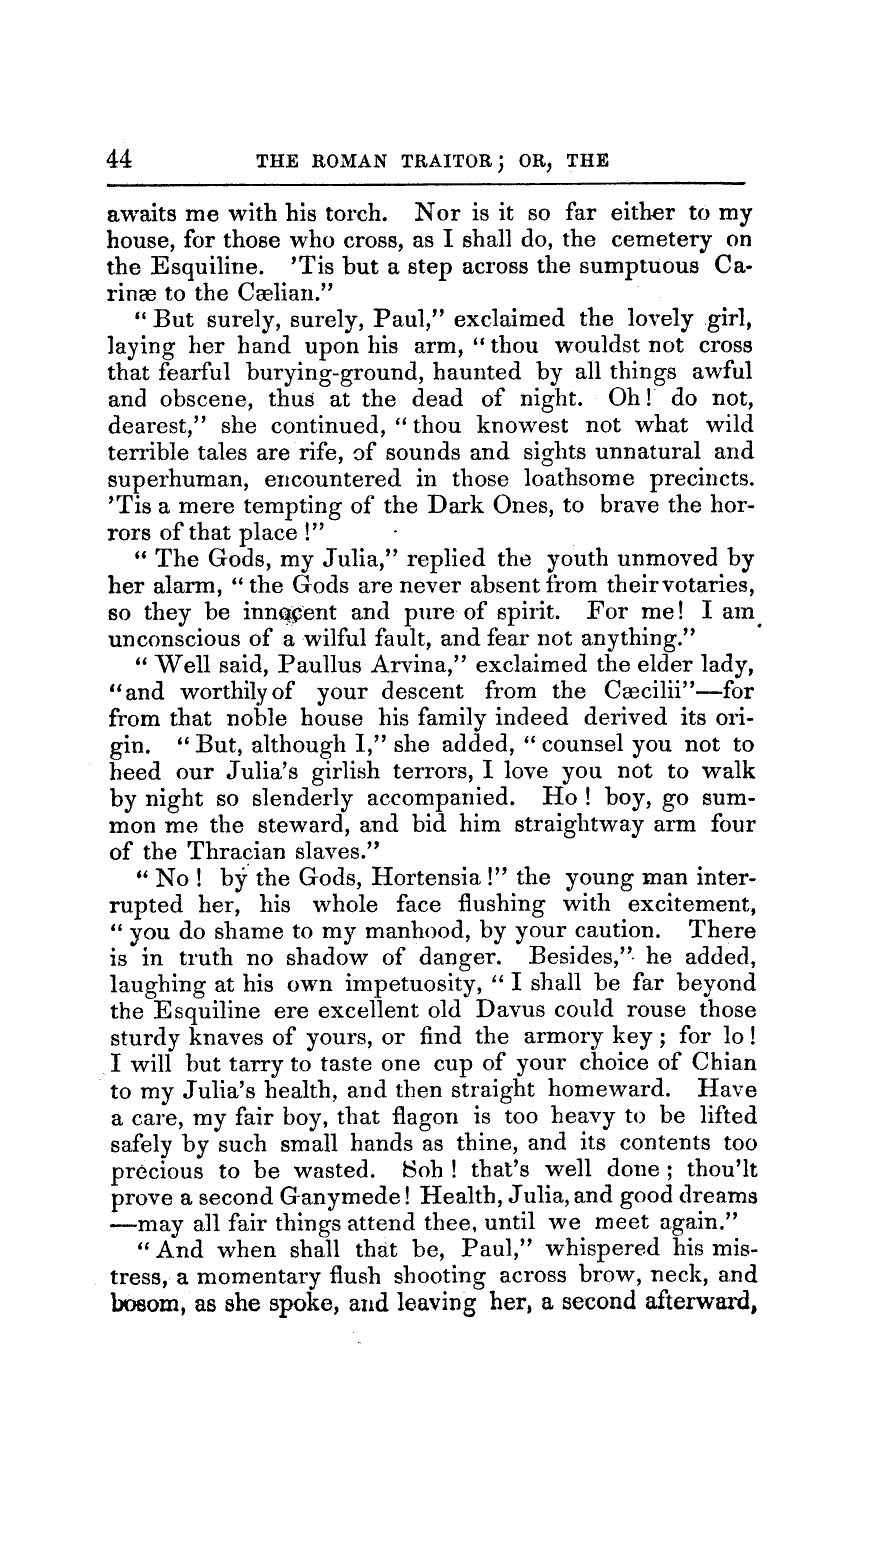 44 THE ROMAN TRAITOR; OR, THE
awaits me with his torch. Nor is it so far either to my
house, for those who cross, as I shall do, the cemetery on
the Esquiline. 'Tis but a step across the sumptuous Ca-
rinæ to the Cælian."
"But surely, surely, Paul," exclaimed the lovely girl,
laying her hand upon his arm, "thou wouldst not cross
that fearful burying-ground, haunted by all things awful
and obscene, thus at the dead of night. Oh! do not,
dearest," she continued, "thou knowest not what wild
terrible tales are rife, of sounds and sights unnatural and
superhuman, encountered in those loathsome precincts.
'Tis a mere tempting of the Dark Ones, to brave the hor-
rors of that place!"
"The Gods, my Julia," replied the youth unmoved by
her alarm, "the Gods are never absent from their votaries,
so they be innocent and pure of spirit. For me! I am
unconscious of a wilful fault, and fear not anything."
"Well said, Paullus Arvina," exclaimed the elder lady,
"and worthily of your descent from the Cæcilii"—for
from that noble house his family indeed derived its ori-
gin. "But, although I," she added, "counsel you not to
heed our Julia's girlish terrors, I love you not to walk
by night so slenderly accompanied. Ho! boy, go sum-
mon me the steward, and bid him straightway arm four
of the Thracian slaves."
"No! by the Gods, Hortensia!" the young man inter-
rupted her, his whole face flushing with excitement,
"you do shame to my manhood, by your caution. There
is in truth no shadow of danger. Besides," he added,
laughing at his own impetuosity, "I shall be far beyond
the Esquiline ere excellent old Davus could rouse those
sturdy knaves of yours, or find the armory key; for lo!
I will but tarry to taste one cup of your choice of Chian
to my Julia's health, and then straight homeward. Have
a care, my fair boy, that flagon is too heavy to be lifted
safely by such small hands as thine, and its contents too
precious to be wasted. Soh! that's well done; thou'lt
prove a second Ganymede! Health, Julia, and good dreams
—may all fair things attend thee, until we meet again."
"And when shall that be, Paul," whispered his mis-
tress, a momentary flush shooting across brow, neck, and
bosom, as she spoke, and leaving her, a second afterward,